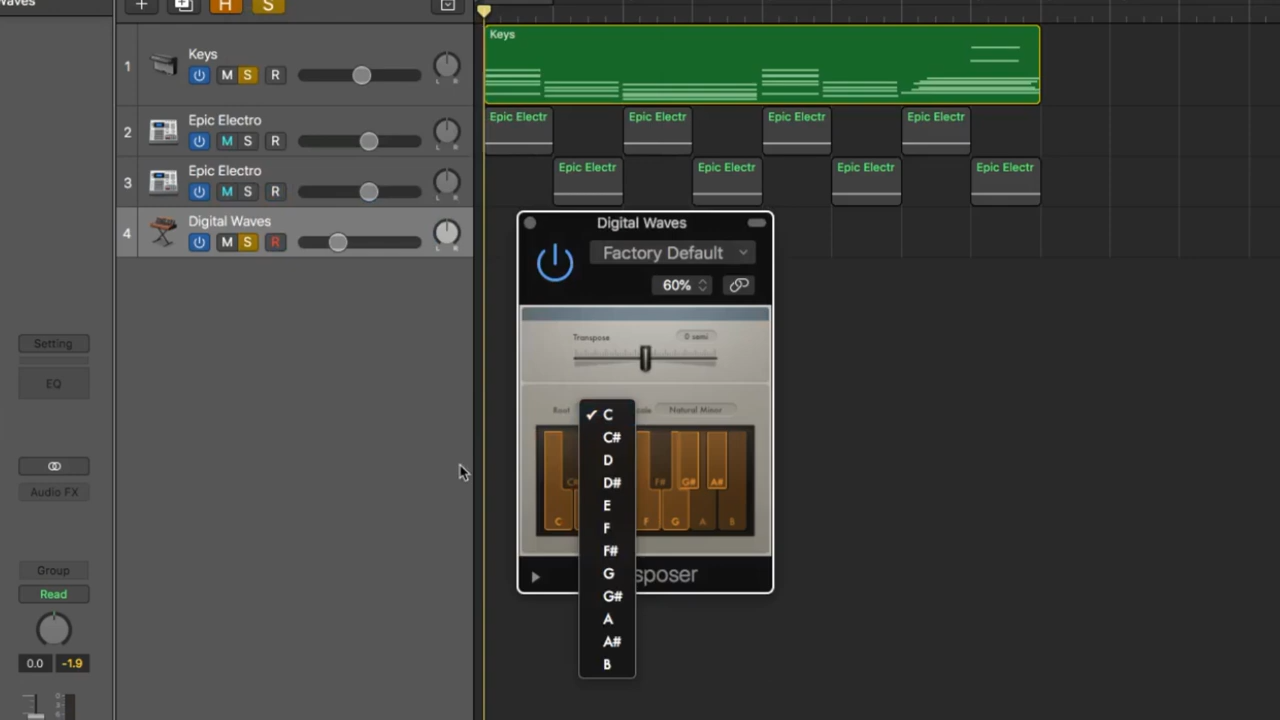 Waves
H S
1 Keys
M S R
L R
2 Epic Electro
M S R
L R
3 Epic Electro
M S R
L R
4 Digital Waves
M S R
L R
Keys
Epic Electr Epic Electr Epic Electr Epic Electr
Epic Electr Epic Electr Epic Electr Epic Electr
Setting
EQ
Audio FX
Group
Read
0.0 -1.9
Digital Waves
Factory Default
60%
Transpose 0 semi
Root Natural Minor
✓ C
C#
D
D#
E
F
F#
G
G#
A
A#
B
F# G# A#
C F G A B
sposer